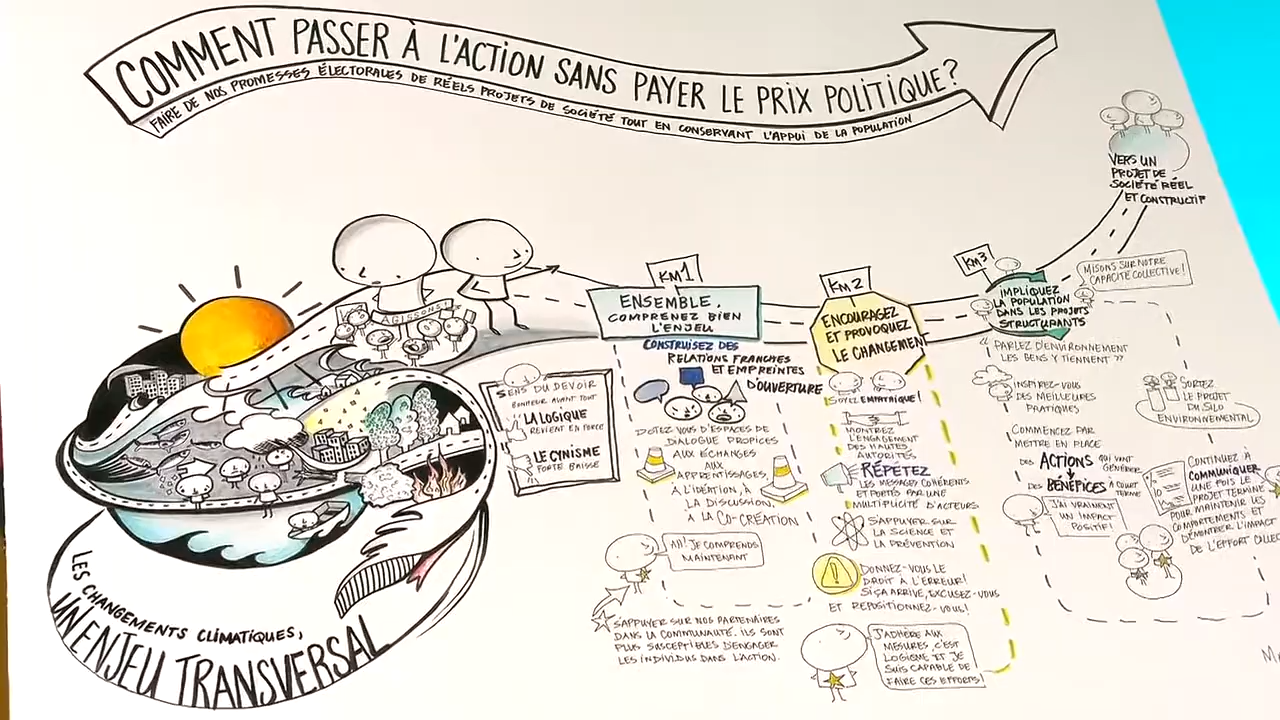 COMMENT PASSER À L'ACTION SANS PAYER LE PRIX POLITIQUE?
FAIRE DE NOS PROMESSES ÉLECTORALES DE RÉELS PROJETS DE SOCIÉTÉ TOUT EN CONSERVANT L'APPUI DE LA POPULATION
VERS UN
PROJET DE
SOCIÉTÉ RÉEL
ET CONSTRUCTIF
AGISSONS
LES CHANGEMENTS CLIMATIQUES,
UN ENJEU TRANSVERSAL
SENS DU DEVOIR
BONHEUR AVANT TOUT
LA LOGIQUE
REVIENT EN FORCE
LE CYNISME
FORTE BAISSE
KM1
ENSEMBLE,
COMPRENEZ BIEN
L'ENJEU
CONSTRUISEZ DES
RELATIONS FRANCHES
ET EMPREINTES
D'OUVERTURE
DOTEZ VOUS D'ESPACES DE
DIALOGUE PROPICES
AUX ÉCHANGES
AUX
APPRENTISSAGES,
À L'IDÉATION, À
LA DISCUSSION,
À LA CO-CRÉATION
AH! JE COMPRENDS
MAINTENANT
S'APPUYER SUR NOS PARTENAIRES
DANS LA COMMUNAUTÉ. ILS SONT
PLUS SUSCEPTIBLES D'ENGAGER
LES INDIVIDUS DANS L'ACTION.
KM2
ENCOURAGEZ
ET PROVOQUEZ
LE CHANGEMENT
SOYEZ EMPATHIQUE!
MONTREZ
L'ENGAGEMENT
DES HAUTES
AUTORITÉS
RÉPÉTEZ
LES MESSAGES COHÉRENTS
ET PORTÉS PAR UNE
MULTIPLICITÉ D'ACTEURS
S'APPUYER SUR
LA SCIENCE ET
LA PRÉVENTION
DONNEZ-VOUS LE
DROIT À L'ERREUR!
SI ÇA ARRIVE, EXCUSEZ-VOUS
ET REPOSITIONNEZ-VOUS!
J'ADHÈRE AUX
MESURES, C'EST
LOGIQUE ET JE
SUIS CAPABLE DE
FAIRE CES EFFORTS!
KM3
IMPLIQUEZ
LA POPULATION
DANS LES PROJETS
STRUCTURANTS
MISONS SUR NOTRE
CAPACITÉ COLLECTIVE!
« PARLEZ D'ENVIRONNEMENT
LES GENS Y TIENNENT »
INSPIREZ-VOUS
DES MEILLEURES
PRATIQUES
COMMENCEZ PAR
METTRE EN PLACE
DES ACTIONS QUI VONT
GÉNÉRER
DES BÉNÉFICES À COURT
TERME
J'AI VRAIMENT
UN IMPACT
POSITIF!
SORTEZ
LE PROJET
DU SILO
ENVIRONNEMENTAL
CONTINUEZ À
COMMUNIQUER
UNE FOIS LE
PROJET TERMINÉ
POUR MAINTENIR LES
COMPORTEMENTS ET
DÉMONTRER L'IMPACT
DE L'EFFORT COLLEC